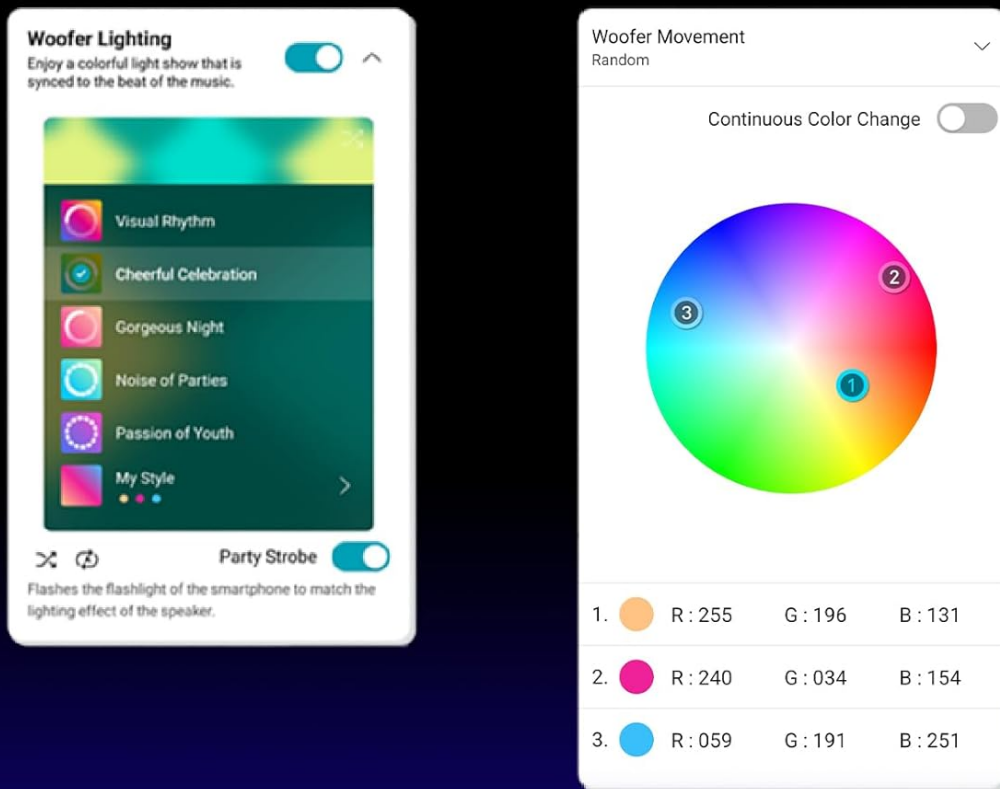 Woofer Lighting
Enjoy a colorful light show that is
synced to the beat of the music.
Visual Rhythm
Cheerful Celebration
Gorgeous Night
Noise of Parties
Passion of Youth
My Style
Party Strobe
Flashes the flashlight of the smartphone to match the
lighting effect of the speaker.
Woofer Movement
Random
Continuous Color Change
2
3
1
1. R : 255 G : 196 B : 131
2. R : 240 G : 034 B : 154
3. R : 059 G : 191 B : 251